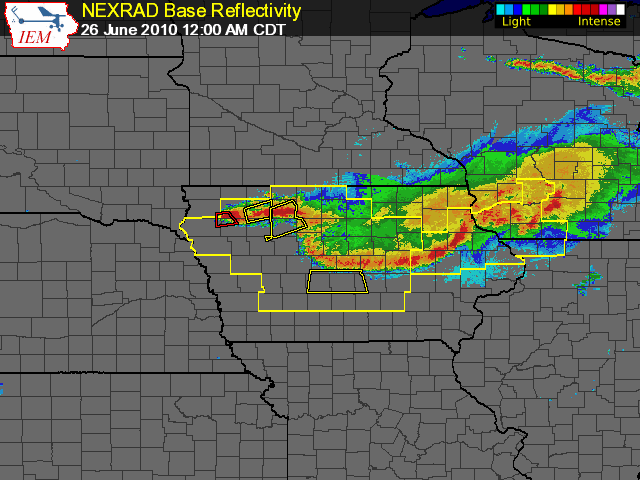 NEXRAD Base Reflectivity
26 June 2010 12:00 AM CDT
IEM
Light Intense